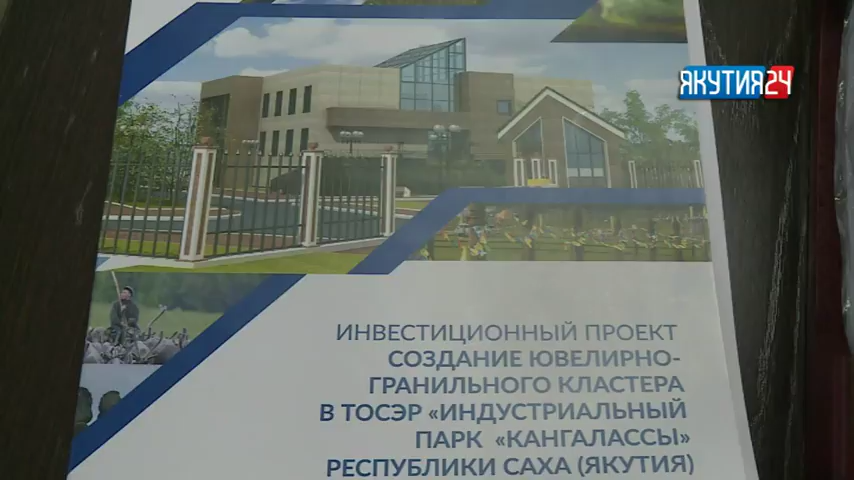 ЯКУТИЯ24
ИНВЕСТИЦИОННЫЙ ПРОЕКТ
СОЗДАНИЕ ЮВЕЛИРНО-
ГРАНИЛЬНОГО КЛАСТЕРА
В ТОСЭР «ИНДУСТРИАЛЬНЫЙ
ПАРК «КАНГАЛАССЫ»
РЕСПУБЛИКИ САХА (ЯКУТИЯ)